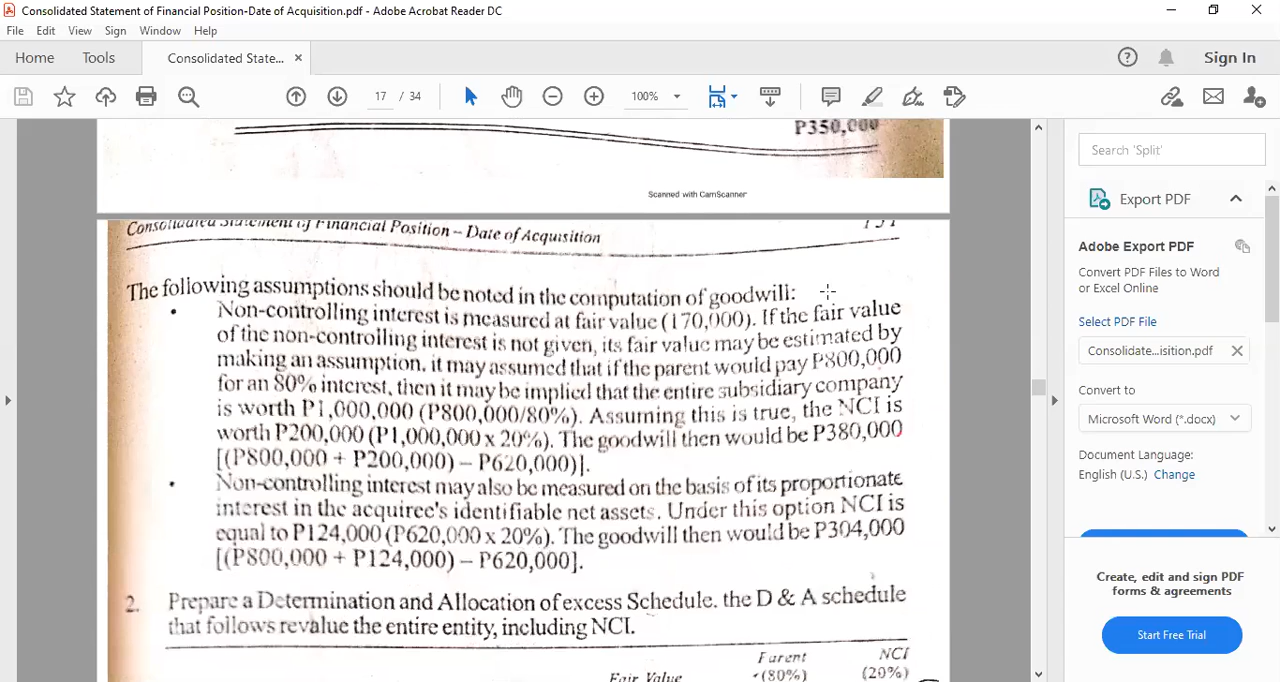 Consolidated Statement of Financial Position-Date of Acquisition.pdf - Adobe Acrobat Reader DC
File Edit View Sign Window Help
Home Tools Consolidated State... ×
Sign In
17 / 34
100%
P350,000
Scanned with CamScanner
Consolidated Statement of Financial Position – Date of Acquisition
The following assumptions should be noted in the computation of goodwill:
• Non-controlling interest is measured at fair value (170,000). If the fair value
of the non-controlling interest is not given, its fair value may be estimated by
making an assumption, it may assumed that if the parent would pay P800,000
for an 80% interest, then it may be implied that the entire subsidiary company
is worth P1,000,000 (P800,000/80%). Assuming this is true, the NCI is
worth P200,000 (P1,000,000 x 20%). The goodwill then would be P380,000
[(P800,000 + P200,000) – P620,000)].
• Non-controlling interest may also be measured on the basis of its proportionate
interest in the acquiree's identifiable net assets. Under this option NCI is
equal to P124,000 (P620,000 x 20%). The goodwill then would be P304,000
[(P800,000 + P124,000) – P620,000].
2. Prepare a Determination and Allocation of excess Schedule. the D & A schedule
that follows revalue the entire entity, including NCI.
Parent NCI
Fair Value (80%) (20%)
Search 'Split'
Export PDF
Adobe Export PDF
Convert PDF Files to Word
or Excel Online
Select PDF File
Consolidate...isition.pdf
Convert to
Microsoft Word (*.docx)
Document Language:
English (U.S.) Change
Create, edit and sign PDF
forms & agreements
Start Free Trial